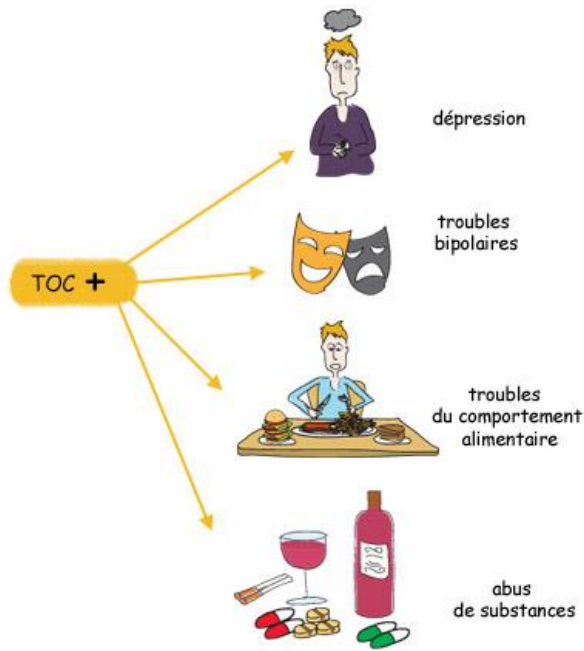 dépression
troubles
bipolaires
TOC +
troubles
du comportement
alimentaire
abus
de substances